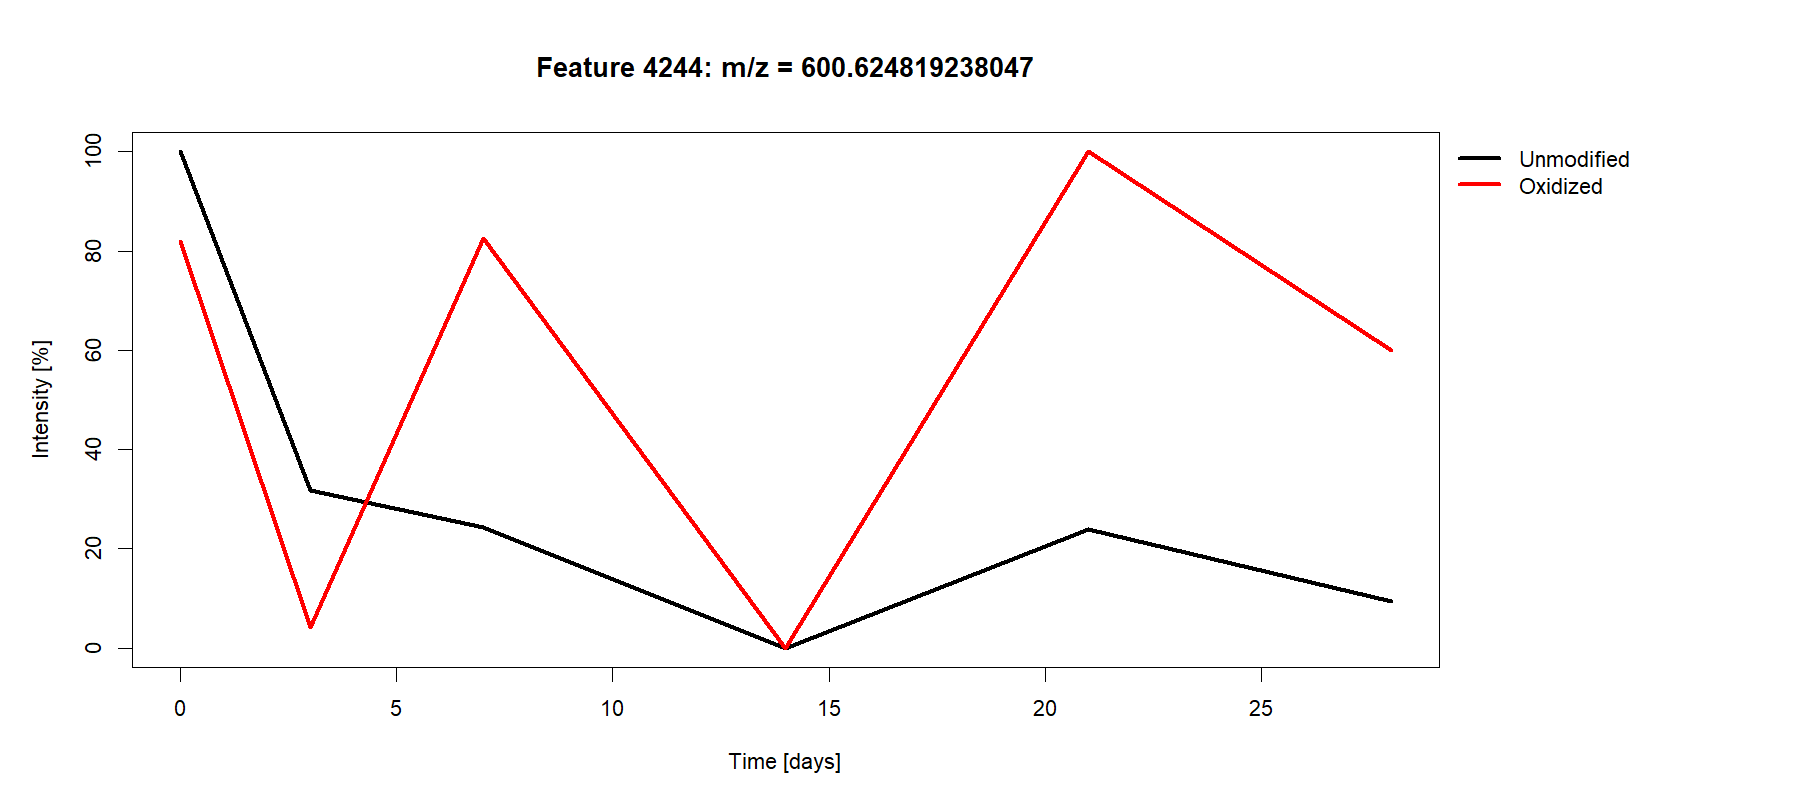 Feature 4244: m/z = 600.624819238047
Unmodified
Oxidized
Intensity [%]
100
80
60
40
20
0
0 5 10 15 20 25
Time [days]